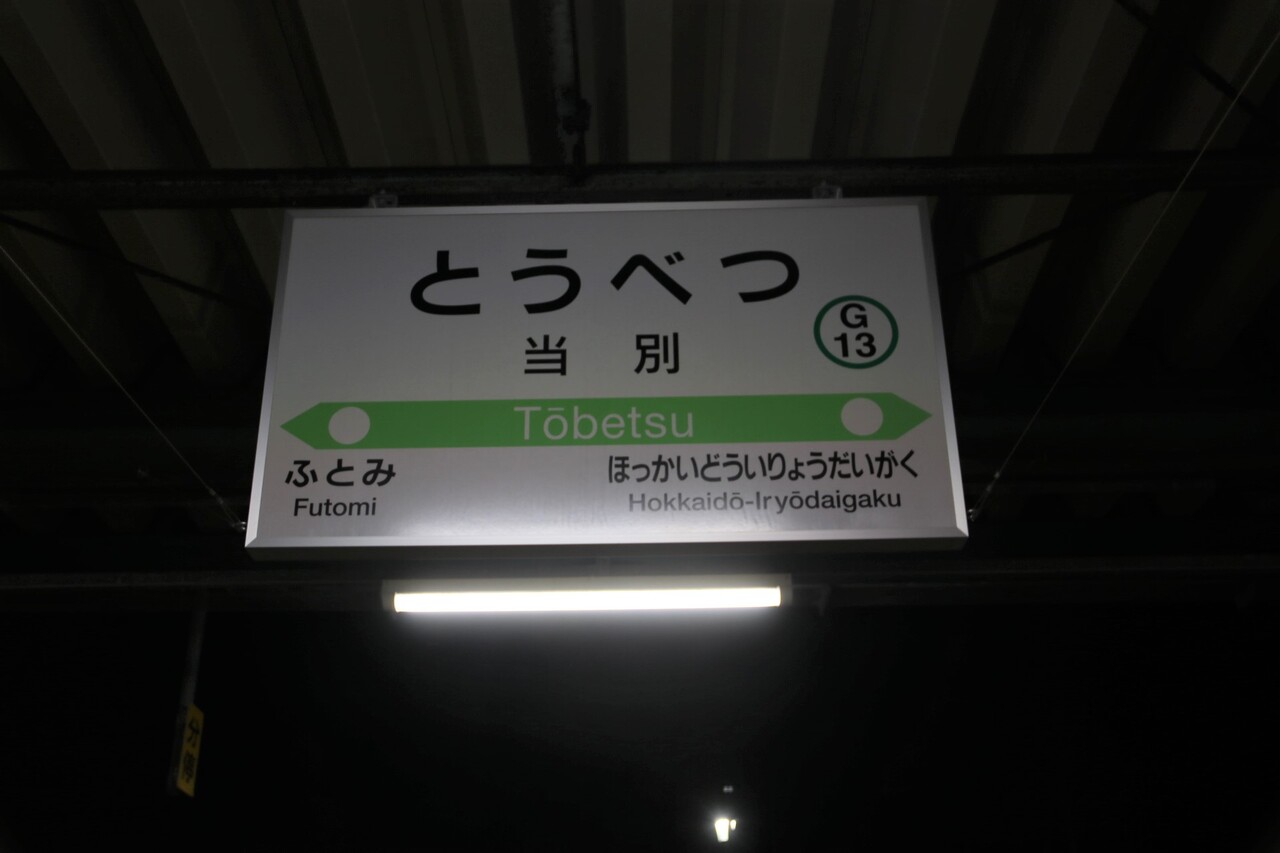 とうべつ
当別
G
13
Tōbetsu
ふとみ
Futomi
ほっかいどういりょうだいがく
Hokkaidō-Iryōdaigaku